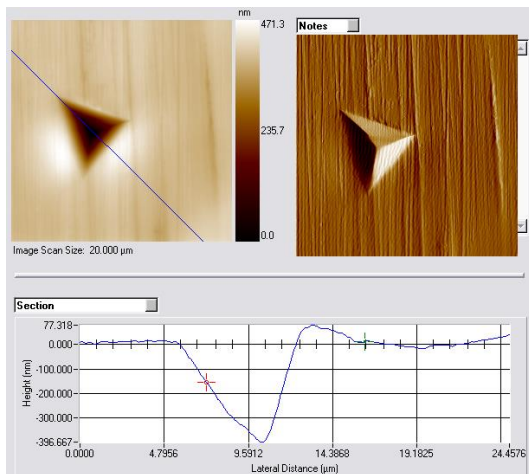 nm
471.3
235.7
0.0
Notes
Image Scan Size: 20.000 µm
Section
77.318
0.000
-100.000
-200.000
-300.000
-396.667
Height (nm)
0.0000 4.7956 9.5912 14.3868 19.1825 24.4578
Lateral Distance (µm)